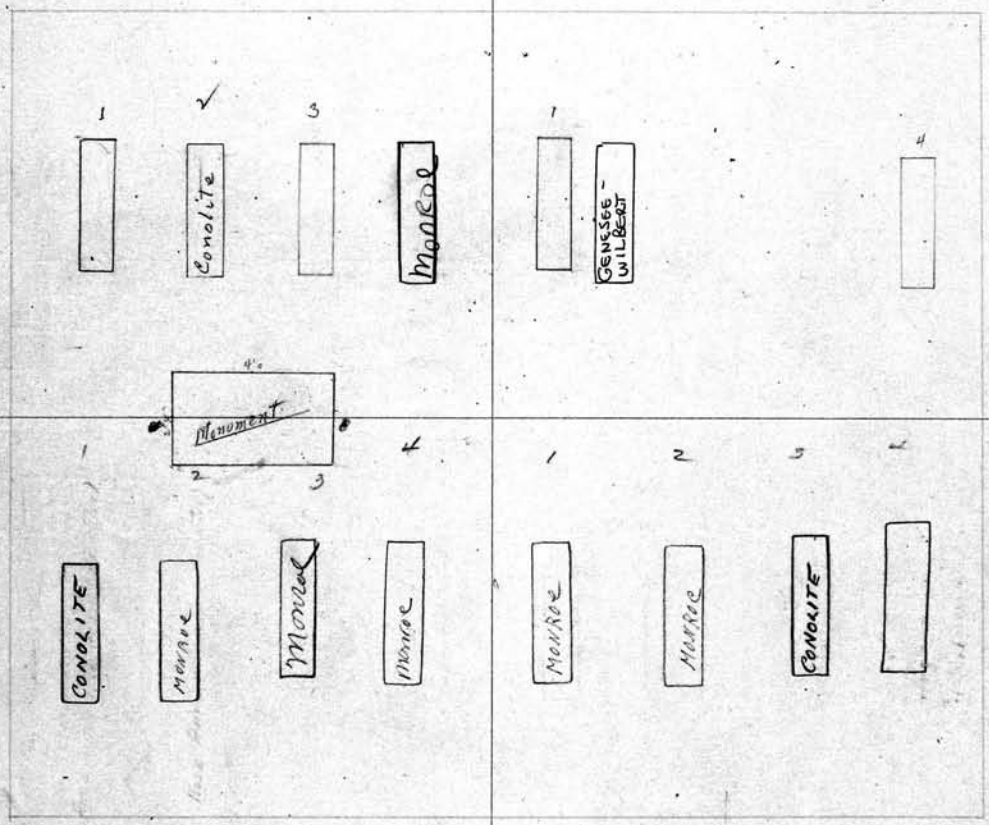 1
3
1
4
Conolite
MONROE
GENESEE-
WILBERT
4'0
Monument
1
2
3
4
1
2
3
CONOLITE
MONROE
Monroe
Monroe
MONROE
MONROE
CONOLITE